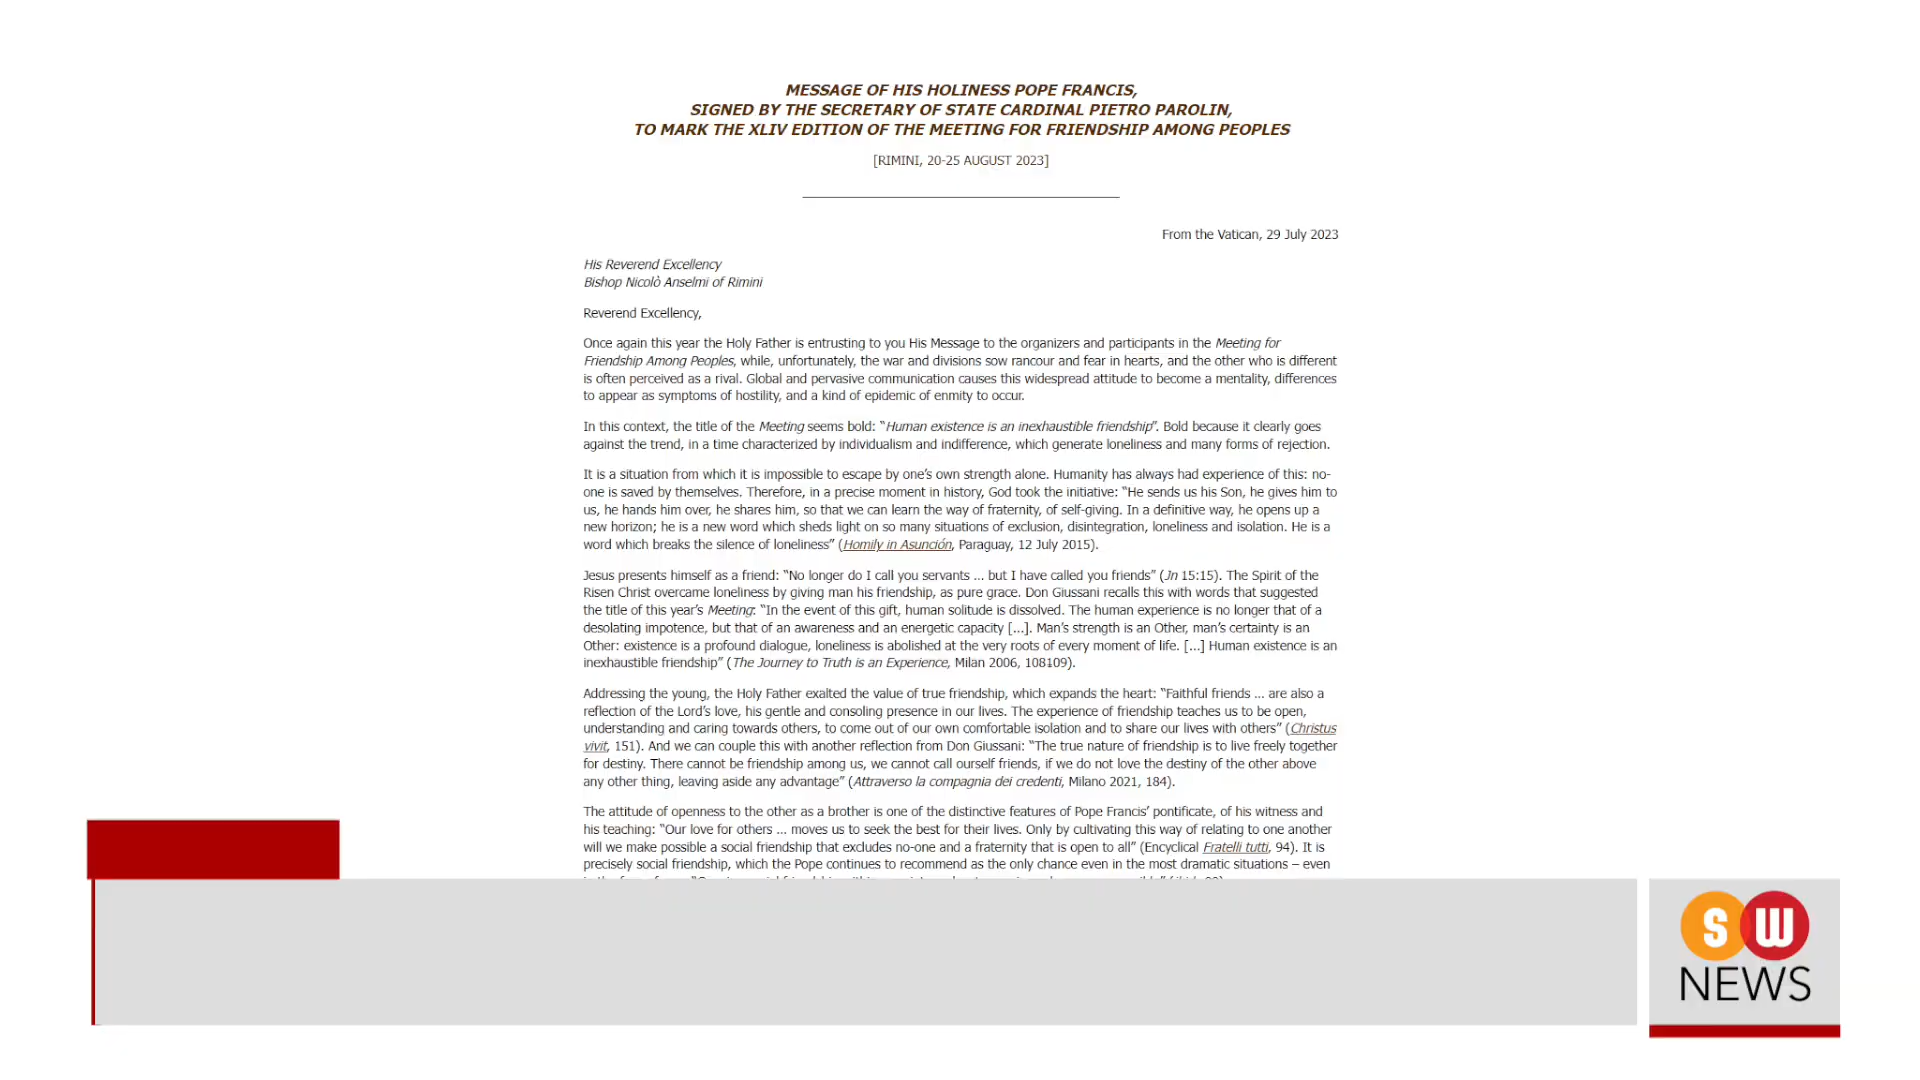 MESSAGE OF HIS HOLINESS POPE FRANCIS,
SIGNED BY THE SECRETARY OF STATE CARDINAL PIETRO PAROLIN,
TO MARK THE XLIV EDITION OF THE MEETING FOR FRIENDSHIP AMONG PEOPLES
[RIMINI, 20-25 AUGUST 2023]
From the Vatican, 29 July 2023
His Reverend Excellency
Bishop Nicolò Anselmi of Rimini
Reverend Excellency,
Once again this year the Holy Father is entrusting to you His Message to the organizers and participants in the Meeting for
Friendship Among Peoples, while, unfortunately, the war and divisions sow rancour and fear in hearts, and the other who is different
is often perceived as a rival. Global and pervasive communication causes this widespread attitude to become a mentality, differences
to appear as symptoms of hostility, and a kind of epidemic of enmity to occur.
In this context, the title of the Meeting seems bold: “Human existence is an inexhaustible friendship”. Bold because it clearly goes
against the trend, in a time characterized by individualism and indifference, which generate loneliness and many forms of rejection.
It is a situation from which it is impossible to escape by one’s own strength alone. Humanity has always had experience of this: no-
one is saved by themselves. Therefore, in a precise moment in history, God took the initiative: “He sends us his Son, he gives him to
us, he hands him over, he shares him, so that we can learn the way of fraternity, of self-giving. In a definitive way, he opens up a
new horizon; he is a new word which sheds light on so many situations of exclusion, disintegration, loneliness and isolation. He is a
word which breaks the silence of loneliness” (Homily in Asunción, Paraguay, 12 July 2015).
Jesus presents himself as a friend: “No longer do I call you servants ... but I have called you friends” (Jn 15:15). The Spirit of the
Risen Christ overcame loneliness by giving man his friendship, as pure grace. Don Giussani recalls this with words that suggested
the title of this year’s Meeting: “In the event of this gift, human solitude is dissolved. The human experience is no longer that of a
desolating impotence, but that of an awareness and an energetic capacity [...]. Man’s strength is an Other, man’s certainty is an
Other: existence is a profound dialogue, loneliness is abolished at the very roots of every moment of life. [...] Human existence is an
inexhaustible friendship” (The Journey to Truth is an Experience, Milan 2006, 108109).
Addressing the young, the Holy Father exalted the value of true friendship, which expands the heart: “Faithful friends ... are also a
reflection of the Lord’s love, his gentle and consoling presence in our lives. The experience of friendship teaches us to be open,
understanding and caring towards others, to come out of our own comfortable isolation and to share our lives with others” (Christus
vivit, 151). And we can couple this with another reflection from Don Giussani: “The true nature of friendship is to live freely together
for destiny. There cannot be friendship among us, we cannot call ourself friends, if we do not love the destiny of the other above
any other thing, leaving aside any advantage” (Attraverso la compagnia dei credenti, Milano 2021, 184).
The attitude of openness to the other as a brother is one of the distinctive features of Pope Francis’ pontificate, of his witness and
his teaching: “Our love for others ... moves us to seek the best for their lives. Only by cultivating this way of relating to one another
will we make possible a social friendship that excludes no-one and a fraternity that is open to all” (Encyclical Fratelli tutti, 94). It is
precisely social friendship, which the Pope continues to recommend as the only chance even in the most dramatic situations – even
SW
NEWS